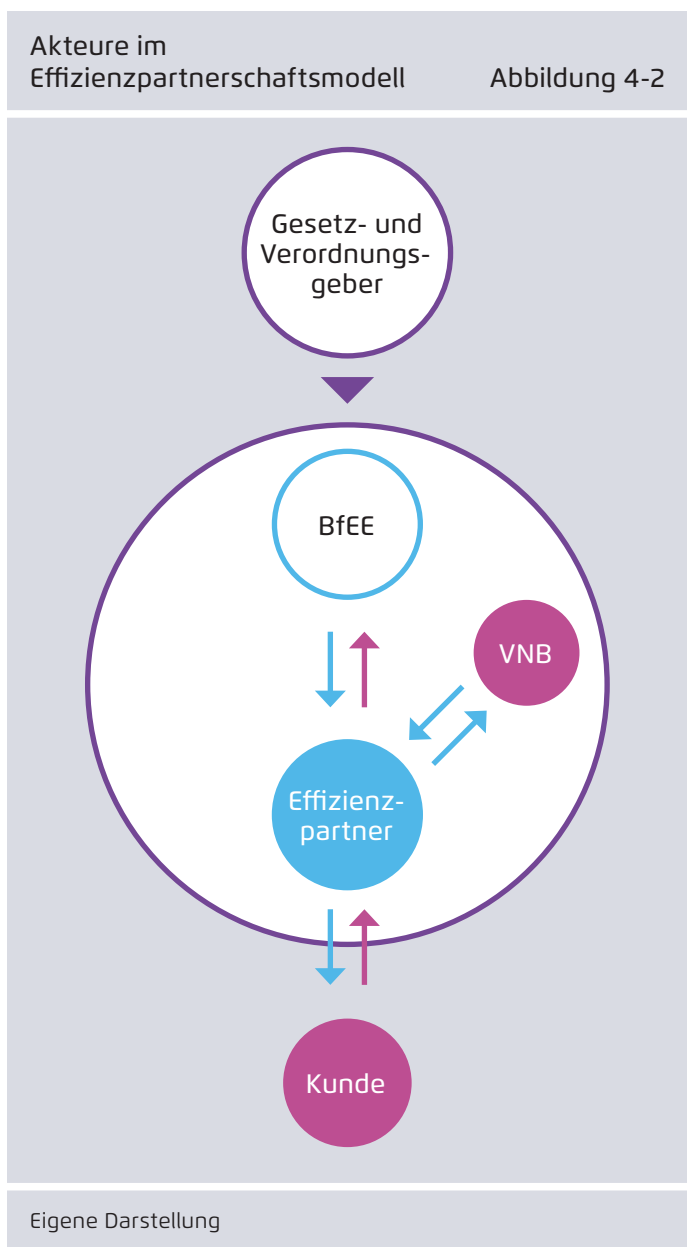 Akteure im
Effizienzpartnerschaftsmodell Abbildung 4-2
Gesetz- und
Verordnungs-
geber
BfEE
VNB
Effizienz-
partner
Kunde
Eigene Darstellung